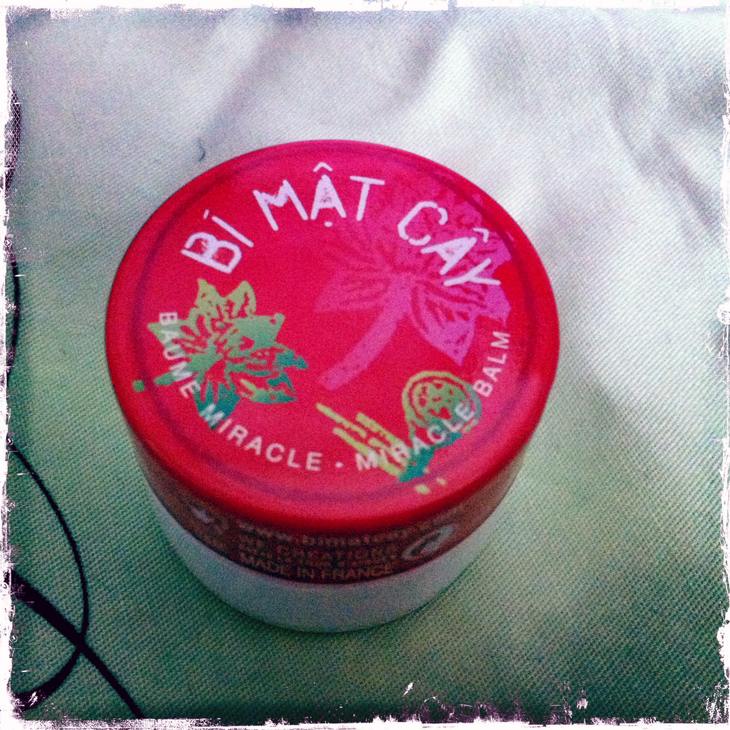 BÍ MẬT CÂY
BAUME MIRACLE • MIRACLE BALM
MADE IN FRANCE